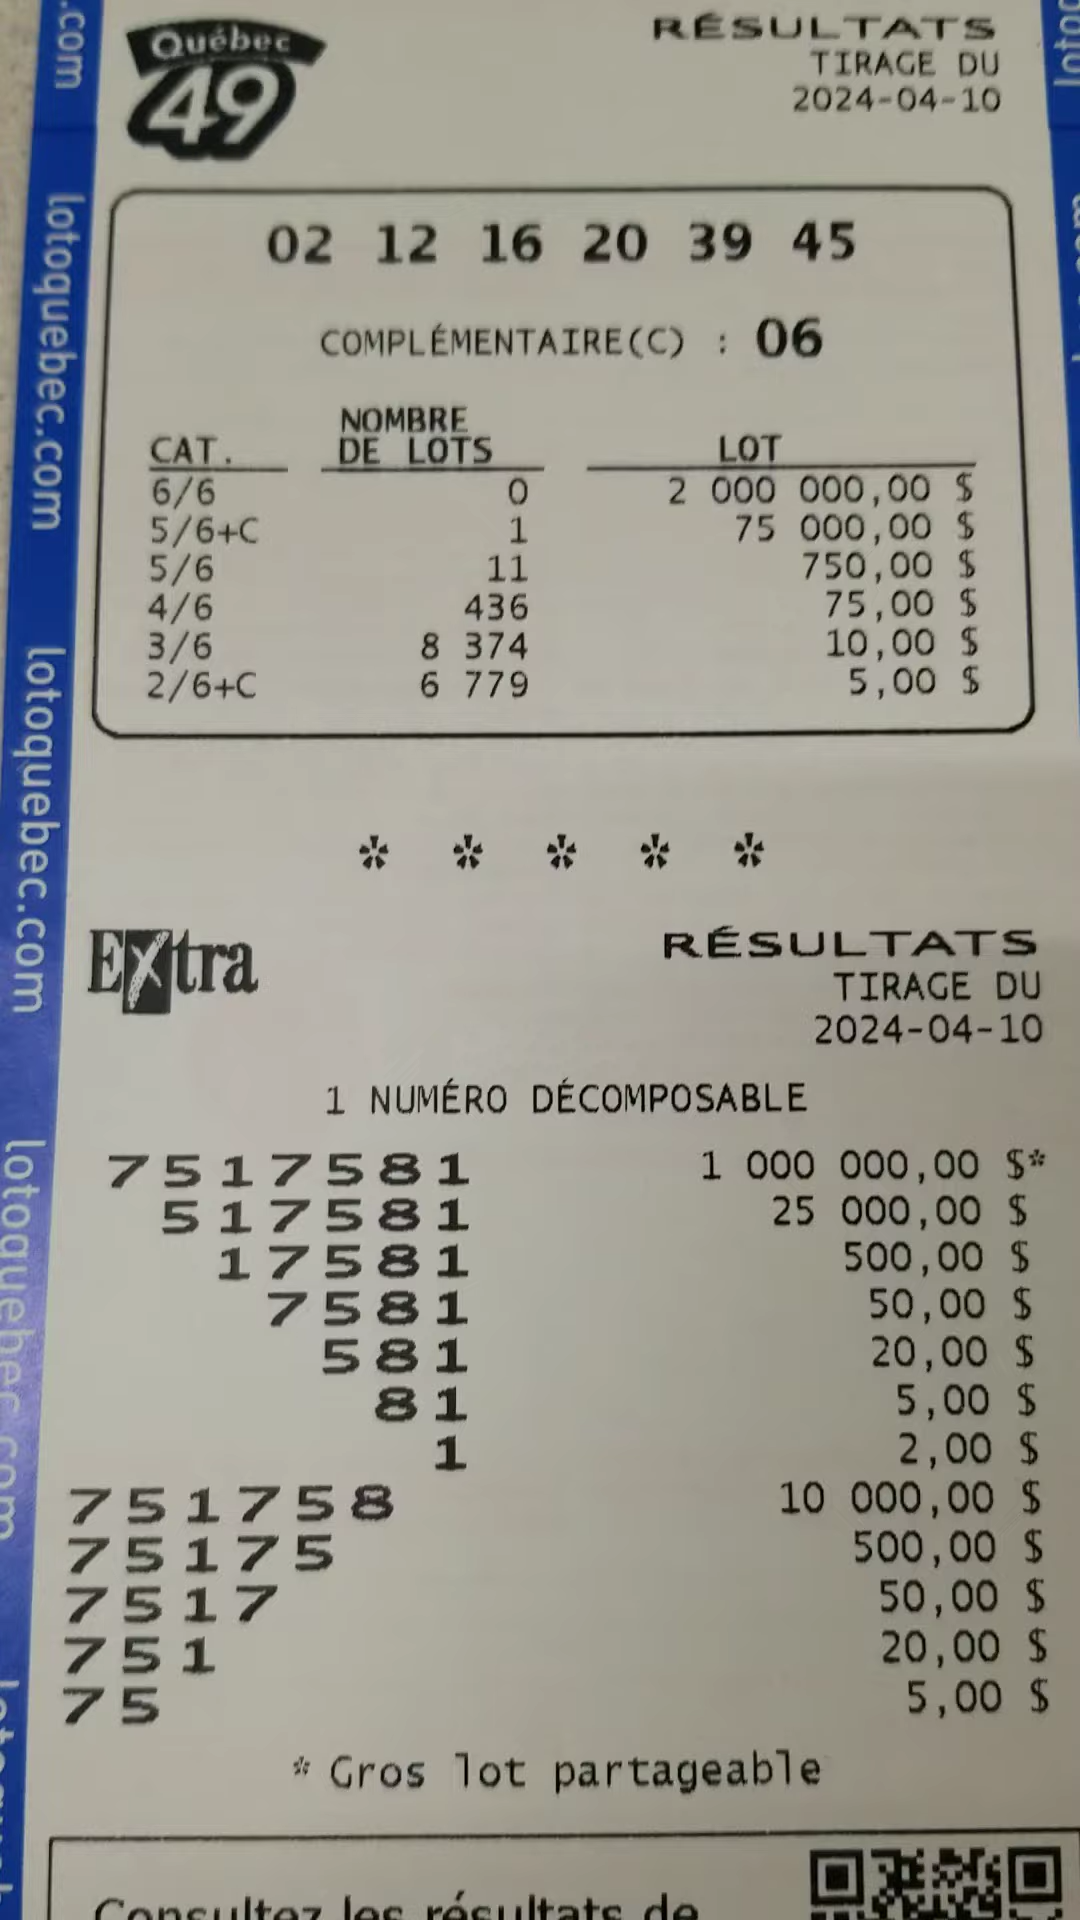 Québec
49
RÉSULTATS
TIRAGE DU
2024-04-10
02 12 16 20 39 45
COMPLÉMENTAIRE(C) : 06
CAT. NOMBRE DE LOTS LOT
6/6 0 2 000 000,00 $
5/6+C 1 75 000,00 $
5/6 11 750,00 $
4/6 436 75,00 $
3/6 8 374 10,00 $
2/6+C 6 779 5,00 $
* * * * *
Extra
RÉSULTATS
TIRAGE DU
2024-04-10
1 NUMÉRO DÉCOMPOSABLE
7517581 1 000 000,00 $*
517581 25 000,00 $
17581 500,00 $
7581 50,00 $
581 20,00 $
81 5,00 $
1 2,00 $
751758 10 000,00 $
75175 500,00 $
7517 50,00 $
751 20,00 $
75 5,00 $
* Gros lot partageable
Consultez les résultats de
.com
lotoquebec.com
lotoquebec.com
lotoquebec.com